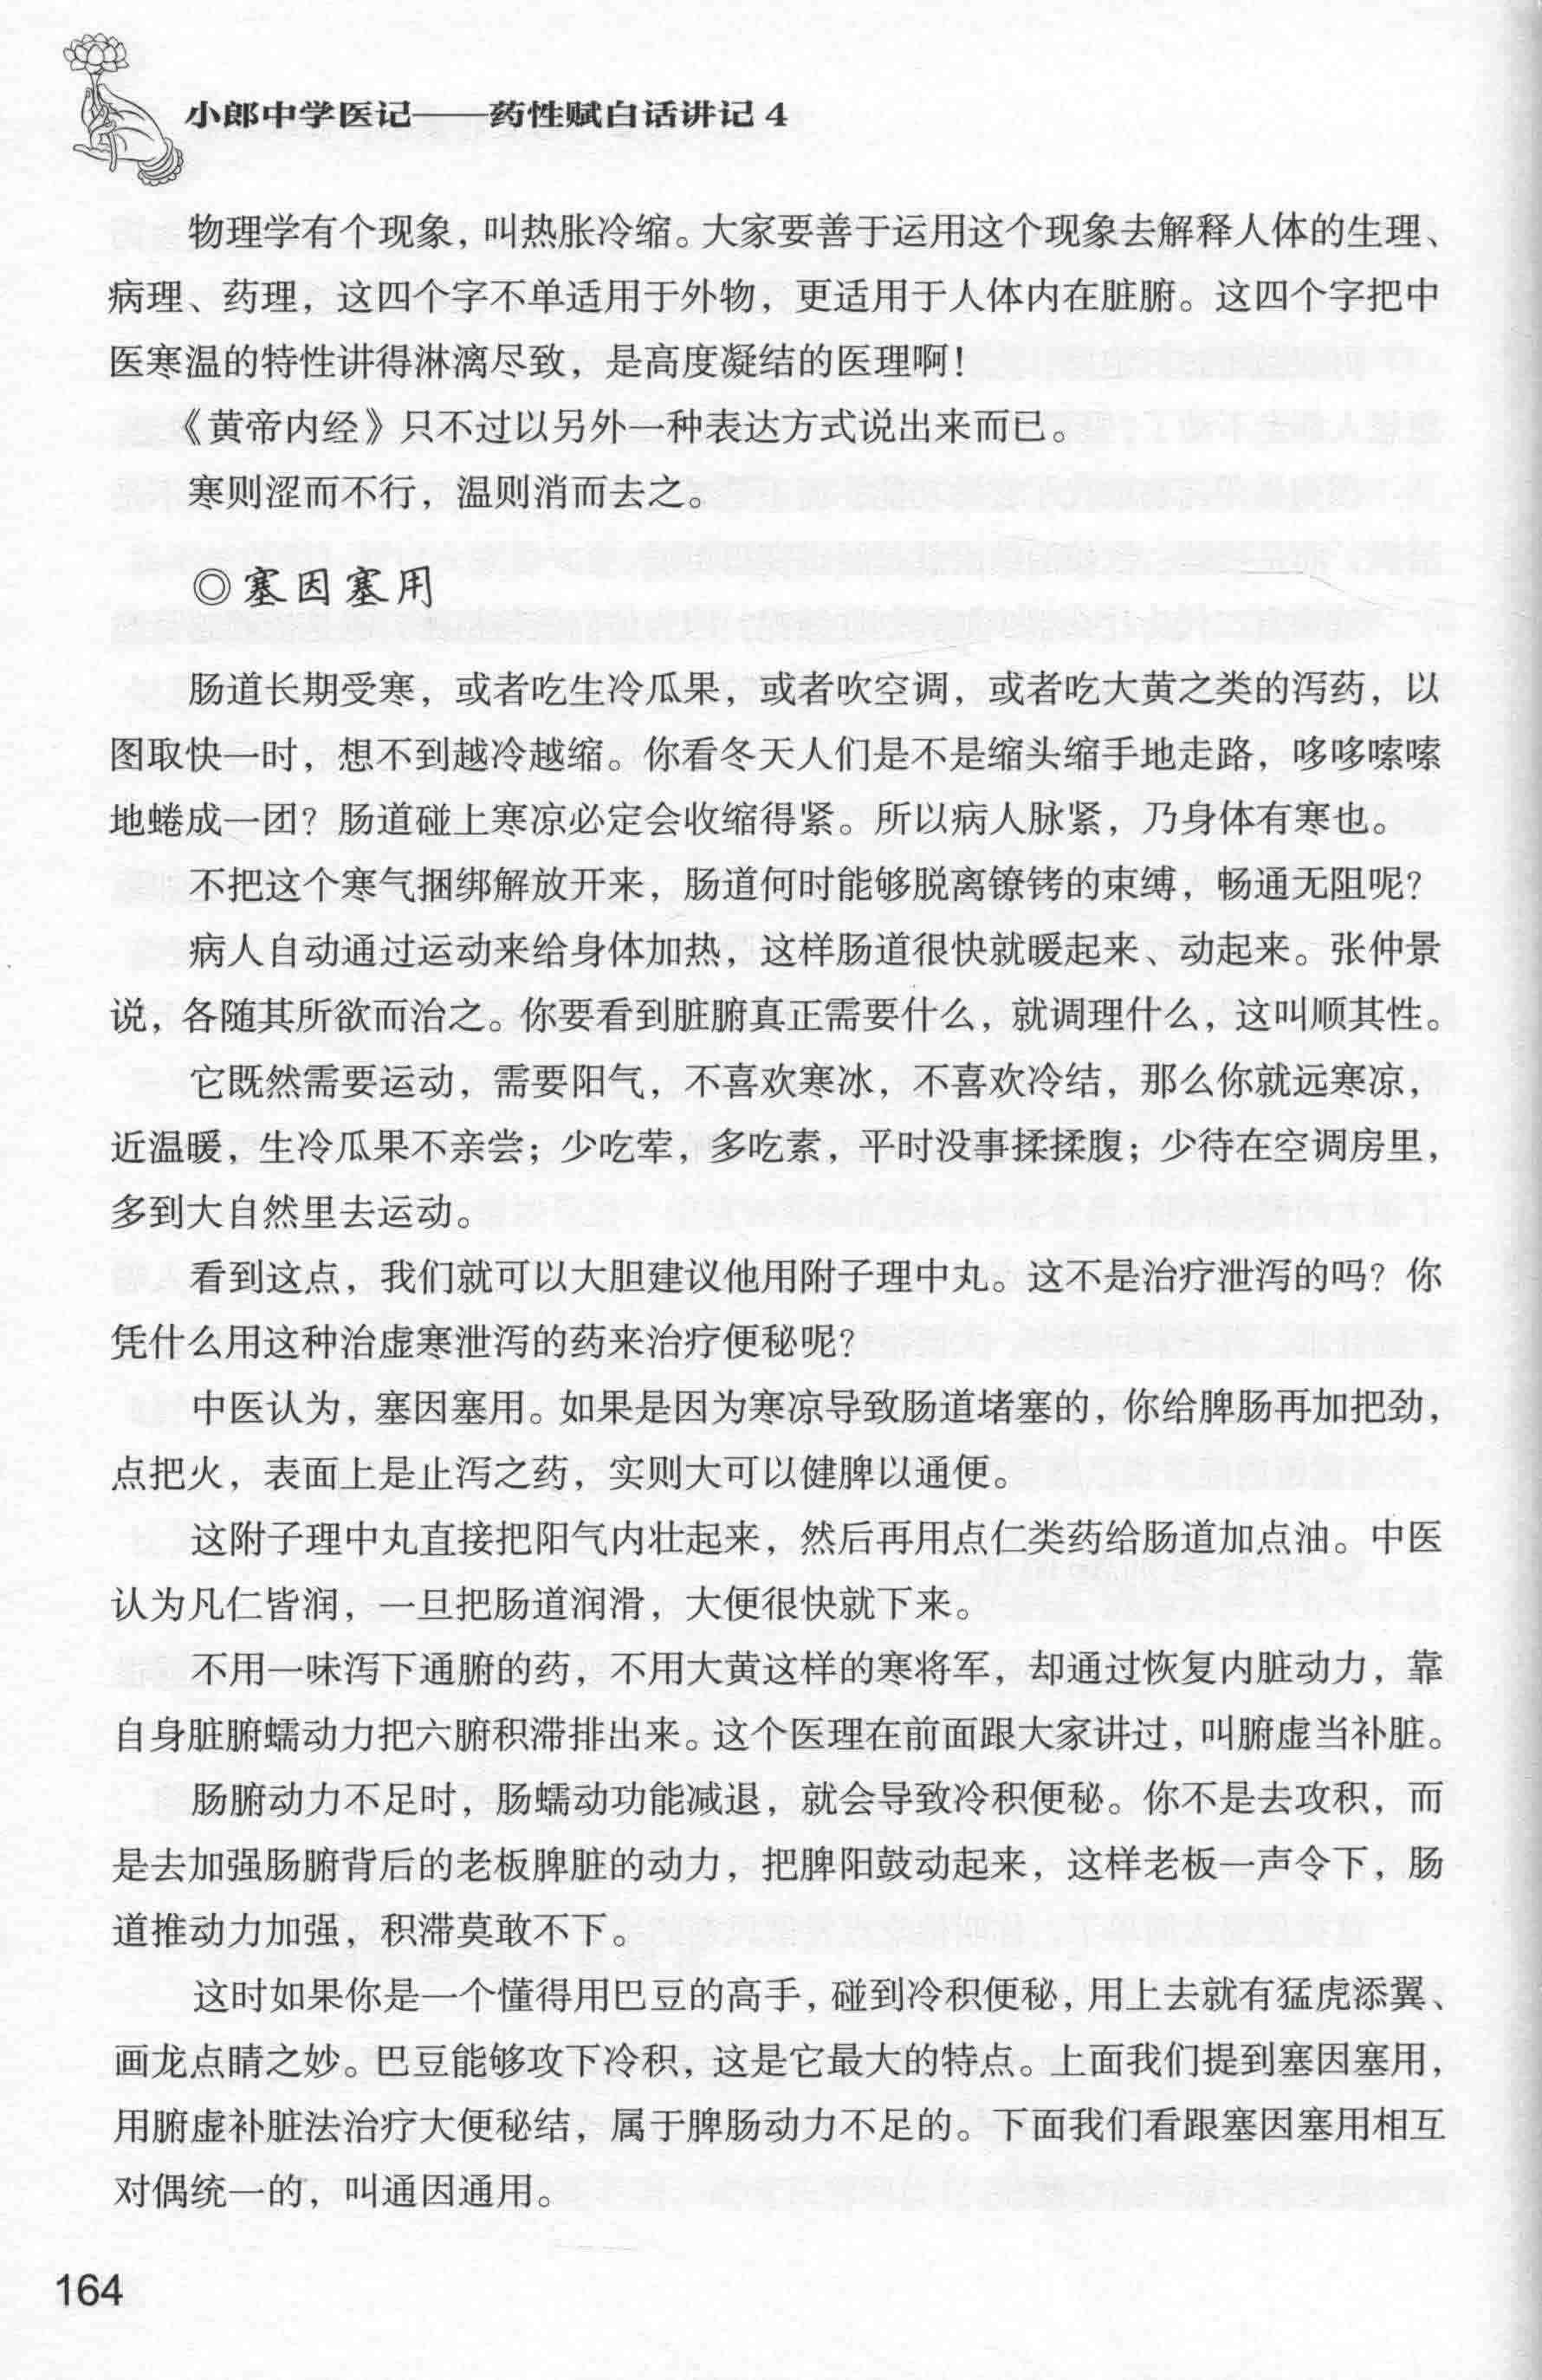 小郎中学医记——药性赋白话讲记 4
物理学有个现象，叫热胀冷缩。大家要善于运用这个现象去解释人体的生理、
病理、药理，这四个字不单适用于外物，更适用于人体内在脏腑。这四个字把中
医寒温的特性讲得淋漓尽致，是高度凝结的医理啊！
《黄帝内经》只不过以另外一种表达方式说出来而已。
寒则涩而不行，温则消而去之。
◎塞因塞用
肠道长期受寒，或者吃生冷瓜果，或者吹空调，或者吃大黄之类的泻药，以
图取快一时，想不到越冷越缩。你看冬天人们是不是缩头缩手地走路，哆哆嗦嗦
地蜷成一团？肠道碰上寒凉必定会收缩得紧。所以病人脉紧，乃身体有寒也。
不把这个寒气捆绑解放开来，肠道何时能够脱离镣铐的束缚，畅通无阻呢？
病人自动通过运动来给身体加热，这样肠道很快就暖起来、动起来。张仲景
说，各随其所欲而治之。你要看到脏腑真正需要什么，就调理什么，这叫顺其性。
它既然需要运动，需要阳气，不喜欢寒冰，不喜欢冷结，那么你就远寒凉，
近温暖，生冷瓜果不亲尝；少吃荤，多吃素，平时没事揉揉腹；少待在空调房里，
多到大自然里去运动。
看到这点，我们就可以大胆建议他用附子理中丸。这不是治疗泄泻的吗？你
凭什么用这种治虚寒泄泻的药来治疗便秘呢？
中医认为，塞因塞用。如果是因为寒凉导致肠道堵塞的，你给脾肠再加把劲，
点把火，表面上是止泻之药，实则大可以健脾以通便。
这附子理中丸直接把阳气内壮起来，然后再用点仁类药给肠道加点油。中医
认为凡仁皆润，一旦把肠道润滑，大便很快就下来。
不用一味泻下通腑的药，不用大黄这样的寒将军，却通过恢复内脏动力，靠
自身脏腑蠕动力把六腑积滞排出来。这个医理在前面跟大家讲过，叫腑虚当补脏。
肠腑动力不足时，肠蠕动功能减退，就会导致冷积便秘。你不是去攻积，而
是去加强肠腑背后的老板脾脏的动力，把脾阳鼓动起来，这样老板一声令下，肠
道推动力加强，积滞莫敢不下。
这时如果你是一个懂得用巴豆的高手，碰到冷积便秘，用上去就有猛虎添翼、
画龙点睛之妙。巴豆能够攻下冷积，这是它最大的特点。上面我们提到塞因塞用，
用腑虚补脏法治疗大便秘结，属于脾肠动力不足的。下面我们看跟塞因塞用相互
对偶统一的，叫通因通用。
164